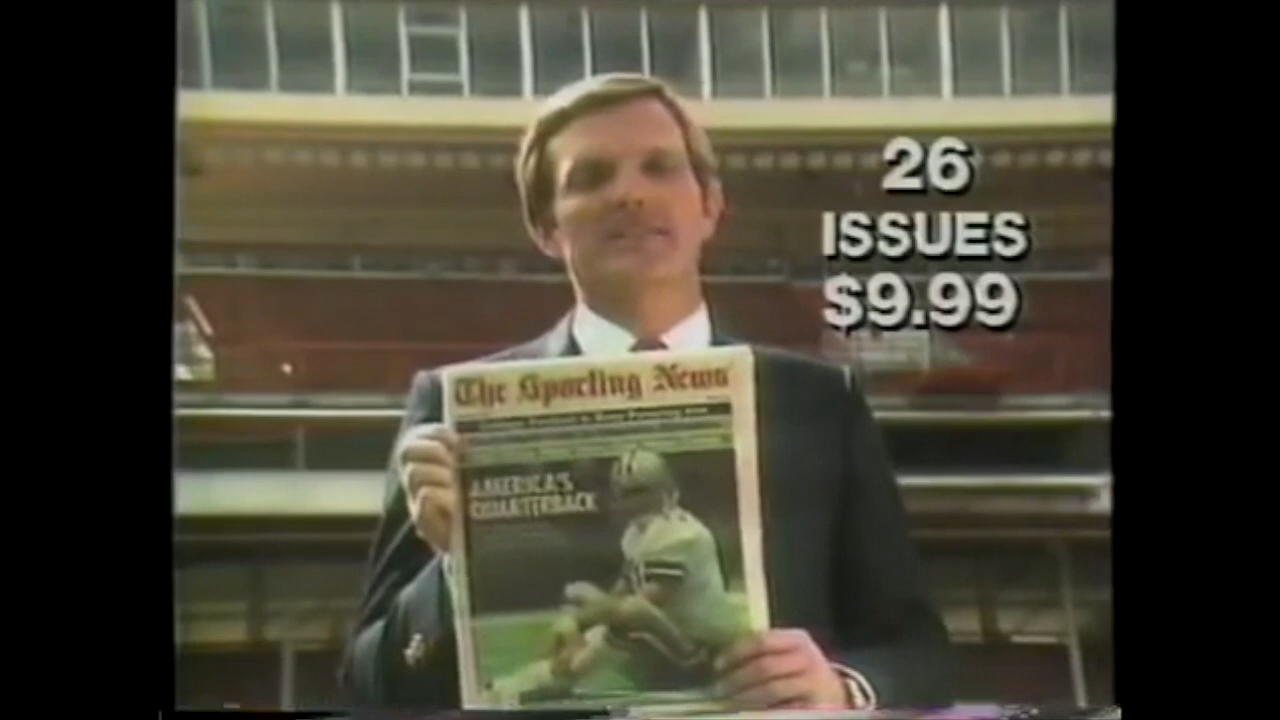 The Sporting News
AMERICA'S
QUARTERBACK
26
ISSUES
$9.99